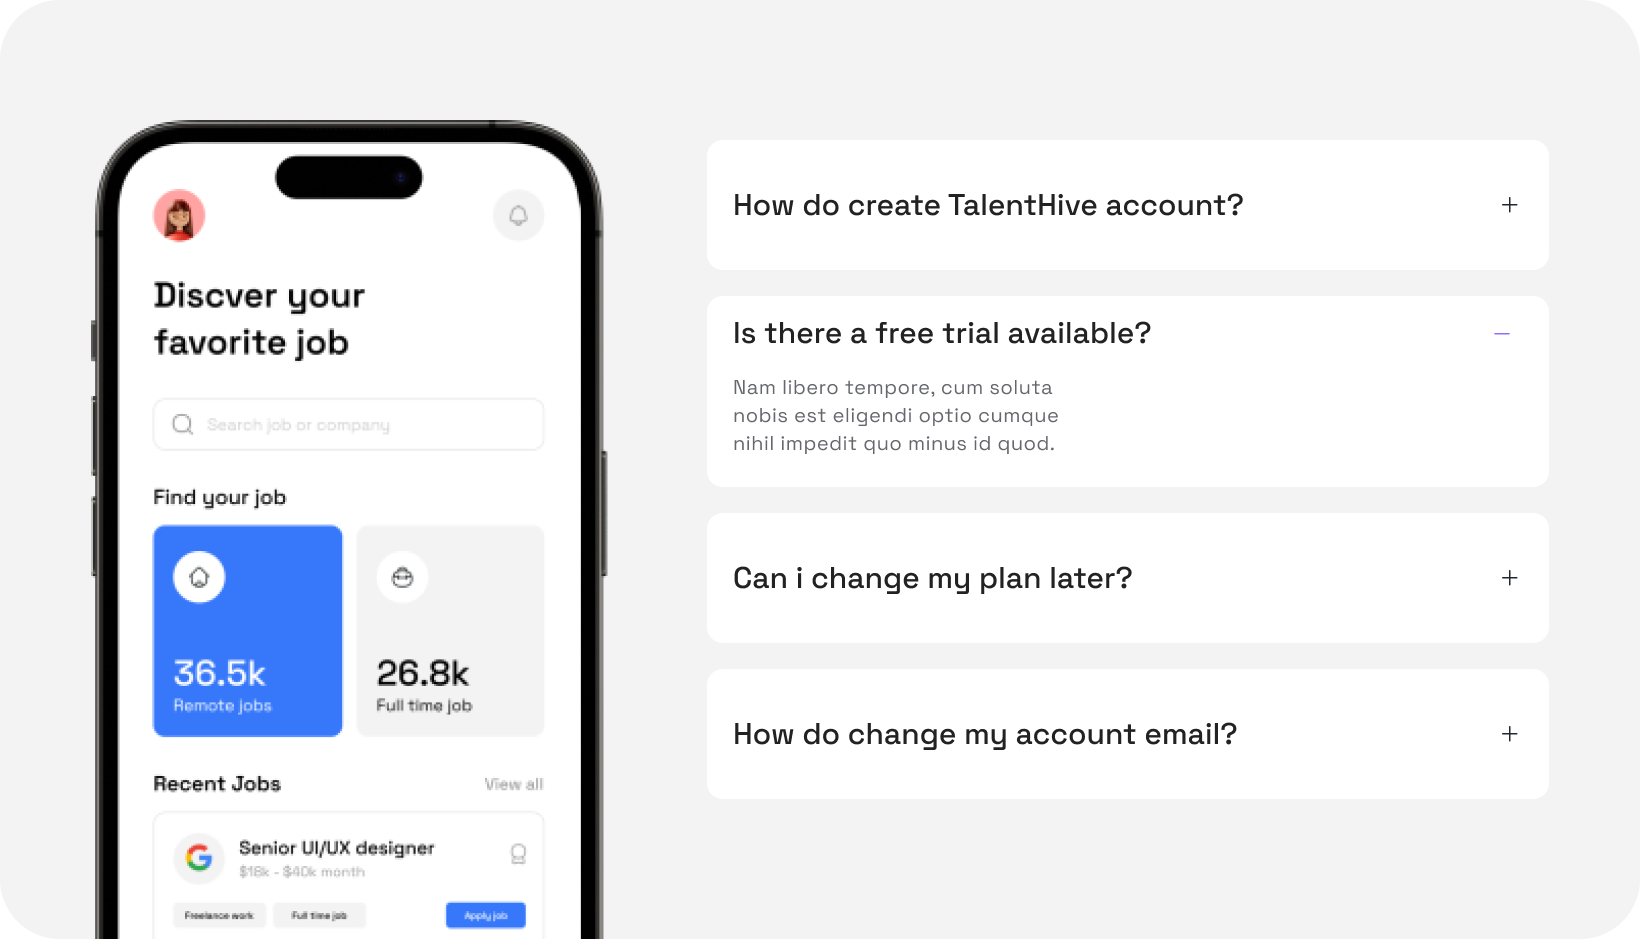 Discver your
favorite job
Search job or company
Find your job
36.5k
Remote jobs
26.8k
Full time job
Recent Jobs
View all
Senior UI/UX designer
$18k - $40k month
Freelance work
Full time job
Apply job
How do create TalentHive account?
Is there a free trial available?
Nam libero tempore, cum soluta
nobis est eligendi optio cumque
nihil impedit quo minus id quod.
Can i change my plan later?
How do change my account email?